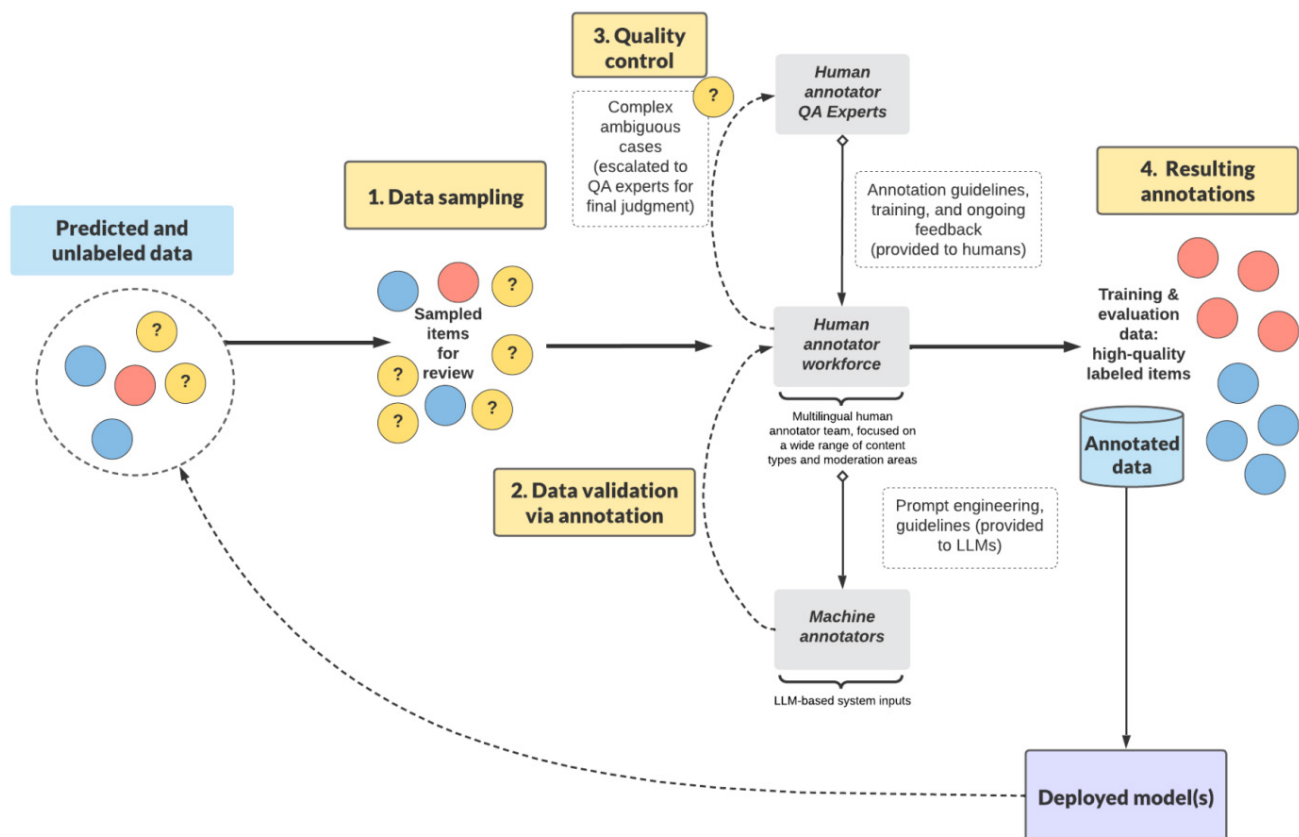 3. Quality
control
?
Complex
ambiguous
cases
(escalated to
QA experts for
final judgment)
Human
annotator
QA Experts
Annotation guidelines,
training, and ongoing
feedback
(provided to humans)
4. Resulting
annotations
1. Data sampling
Predicted and
unlabeled data
?
?
?
?
?
?
?
?
Sampled
items
for
review
Human
annotator
workforce
Multilingual human
annotator team, focused on
a wide range of content
types and moderation areas
Training &
evaluation
data:
high-quality
labeled items
Annotated
data
2. Data validation
via annotation
Prompt engineering,
guidelines (provided
to LLMs)
Machine
annotators
LLM-based system inputs
Deployed model(s)